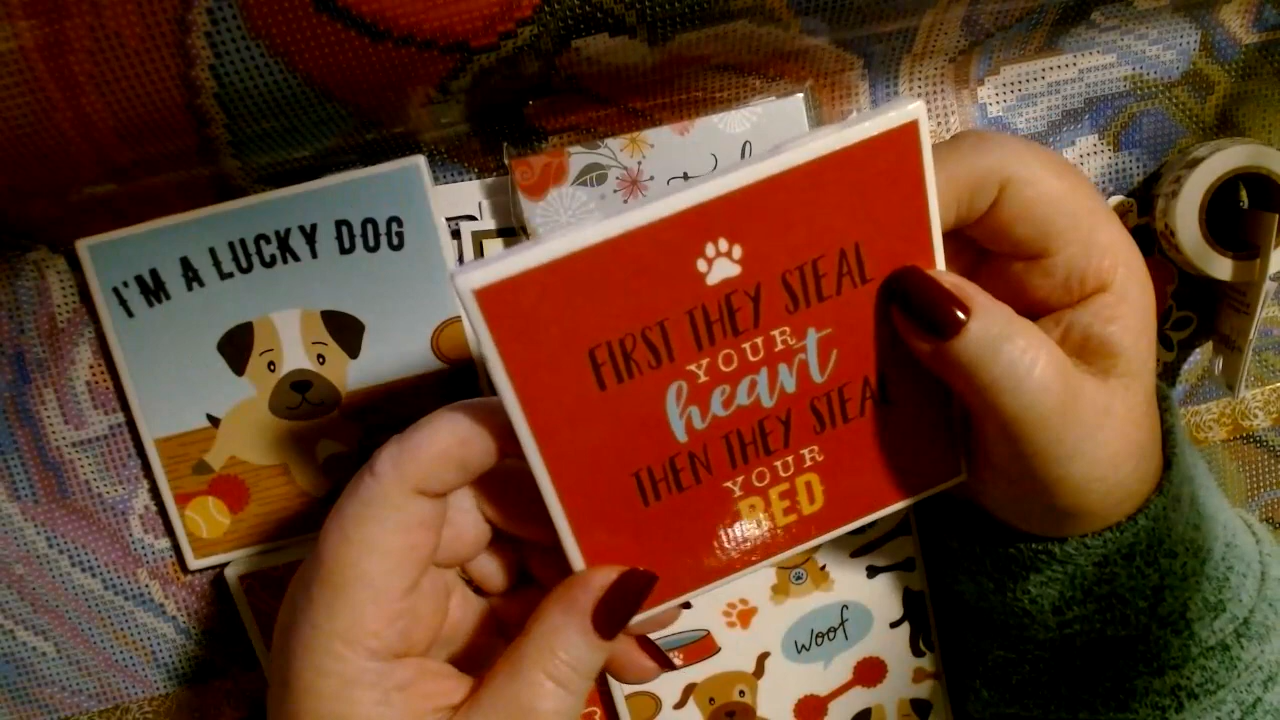 I'M A LUCKY DOG
FIRST THEY STEAL
YOUR
heart
THEN THEY STEAL
YOUR
BED
woof